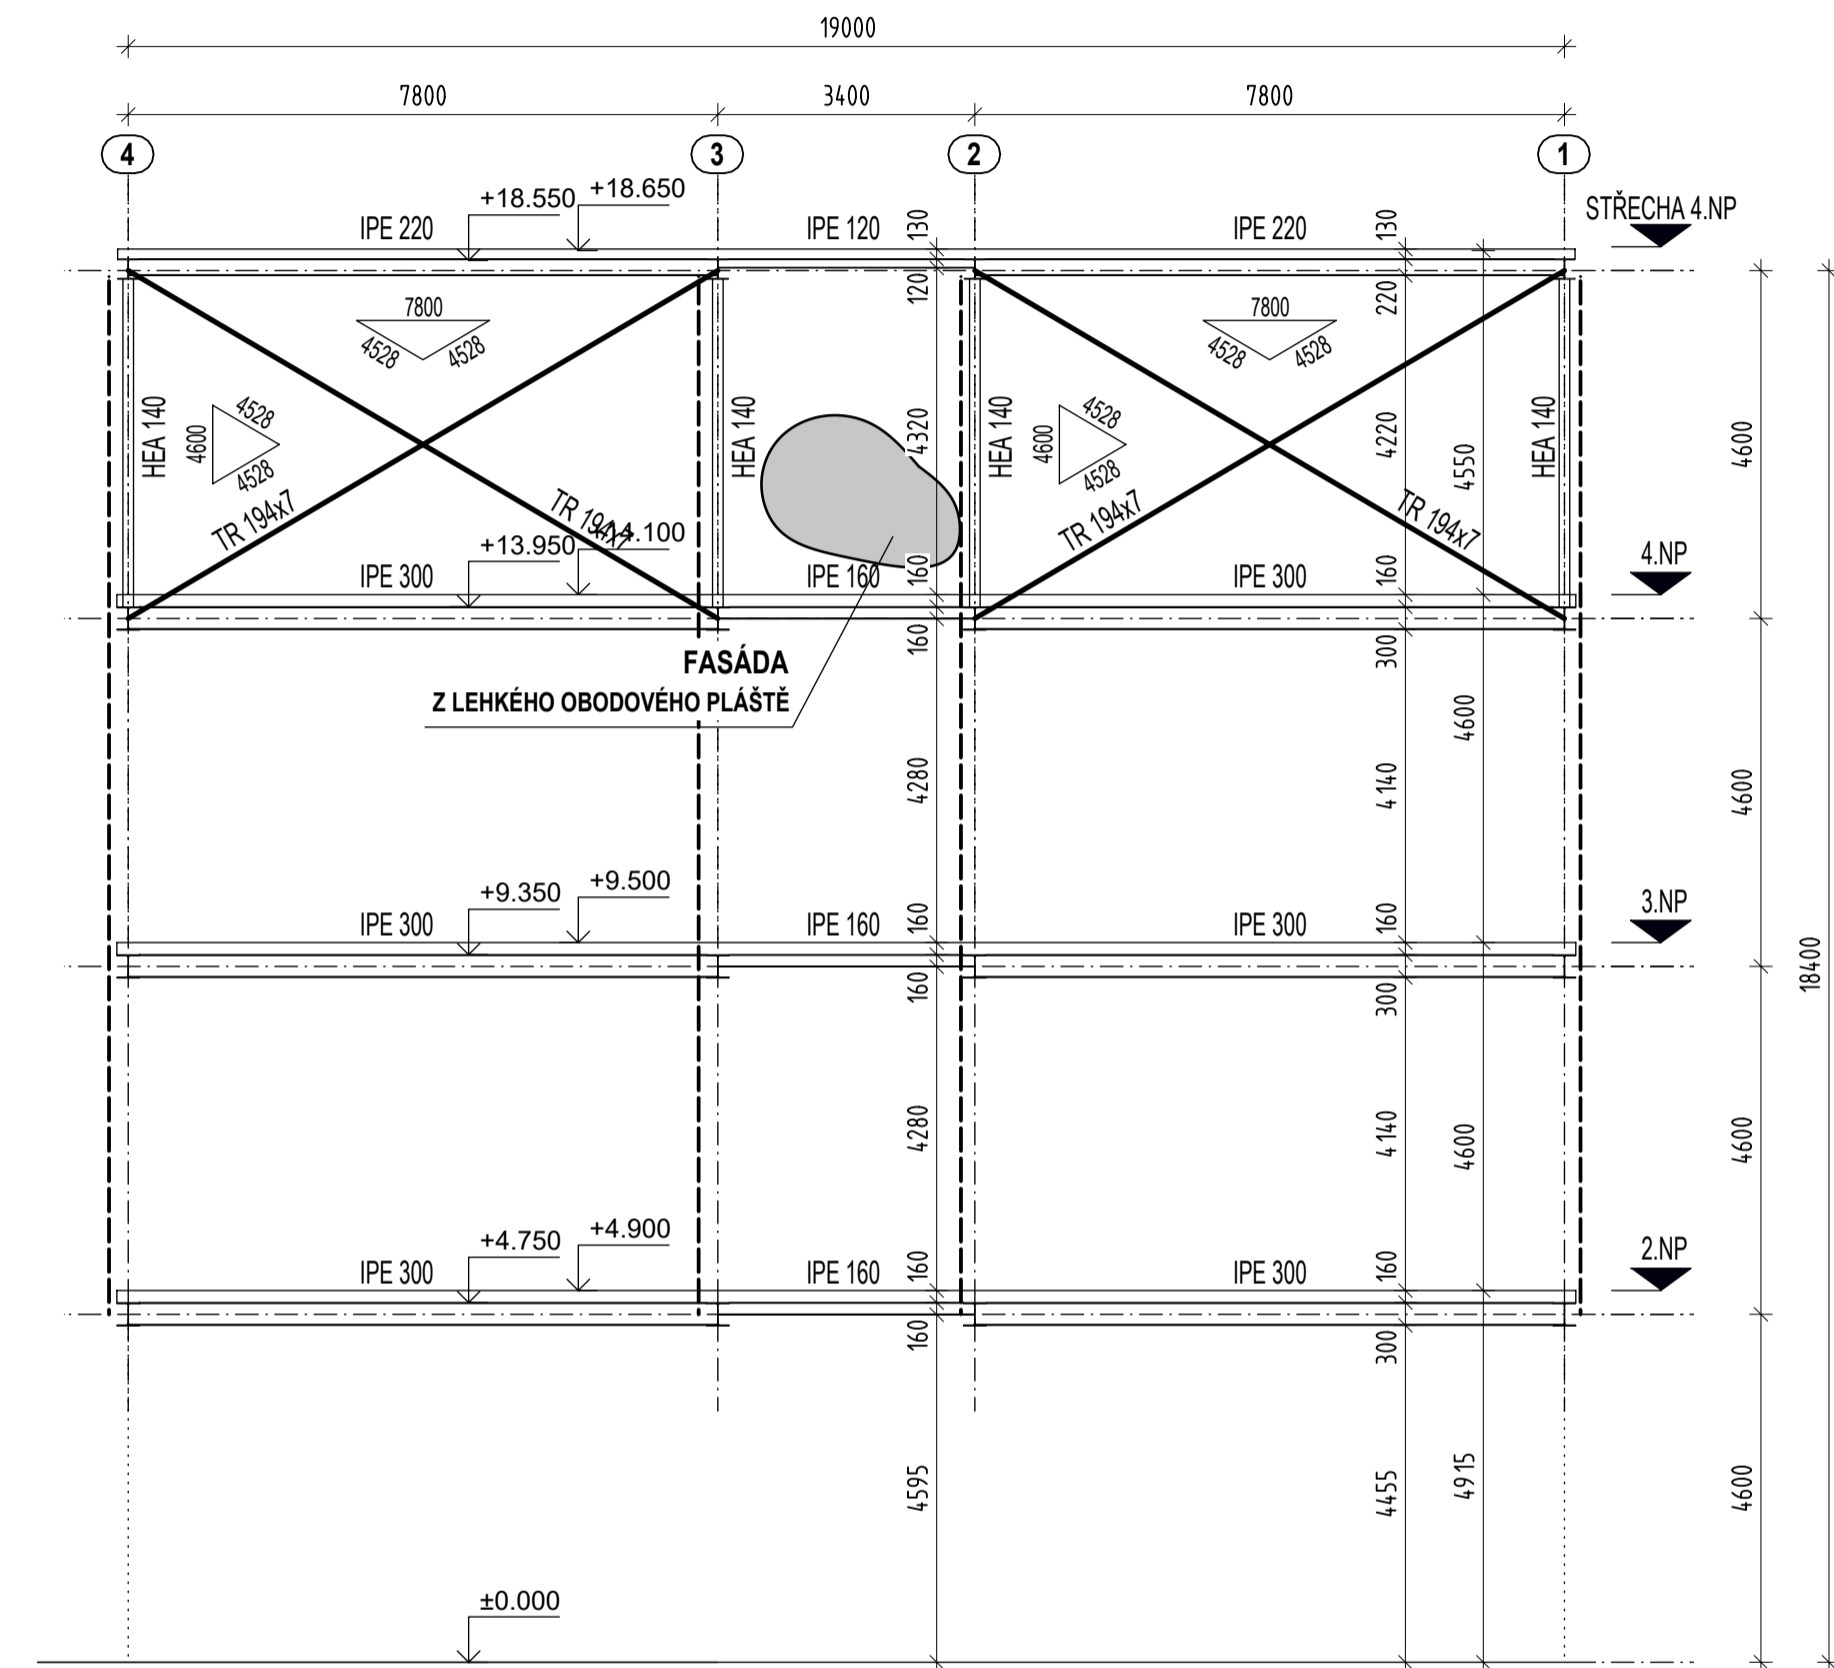 19000
7800 3400 7800
4 3 2 1
+18.550 +18.650
STŘECHA 4.NP
IPE 220 IPE 120 130 IPE 220 130
120 220
7800 7800
4528 4528 4528 4528
HEA 140 4600 4528 4528 HEA 140 4320 HEA 140 4600 4528 4528 4220 HEA 140 4550 4600
TR 194x7 TR 194x7 TR 194x7 TR 194x7
+13.950 +14.100
4.NP
IPE 300 IPE 160 160 IPE 300 160
160 300
FASÁDA
Z LEHKÉHO OBODOVÉHO PLÁŠTĚ
4280 4140 4600 4600
+9.350 +9.500
3.NP
IPE 300 IPE 160 160 IPE 300 160
160 300 18400
4280 4140 4600 4600
+4.750 +4.900
2.NP
IPE 300 IPE 160 160 IPE 300 160
160 300
4595 4455 4915 4600
±0.000